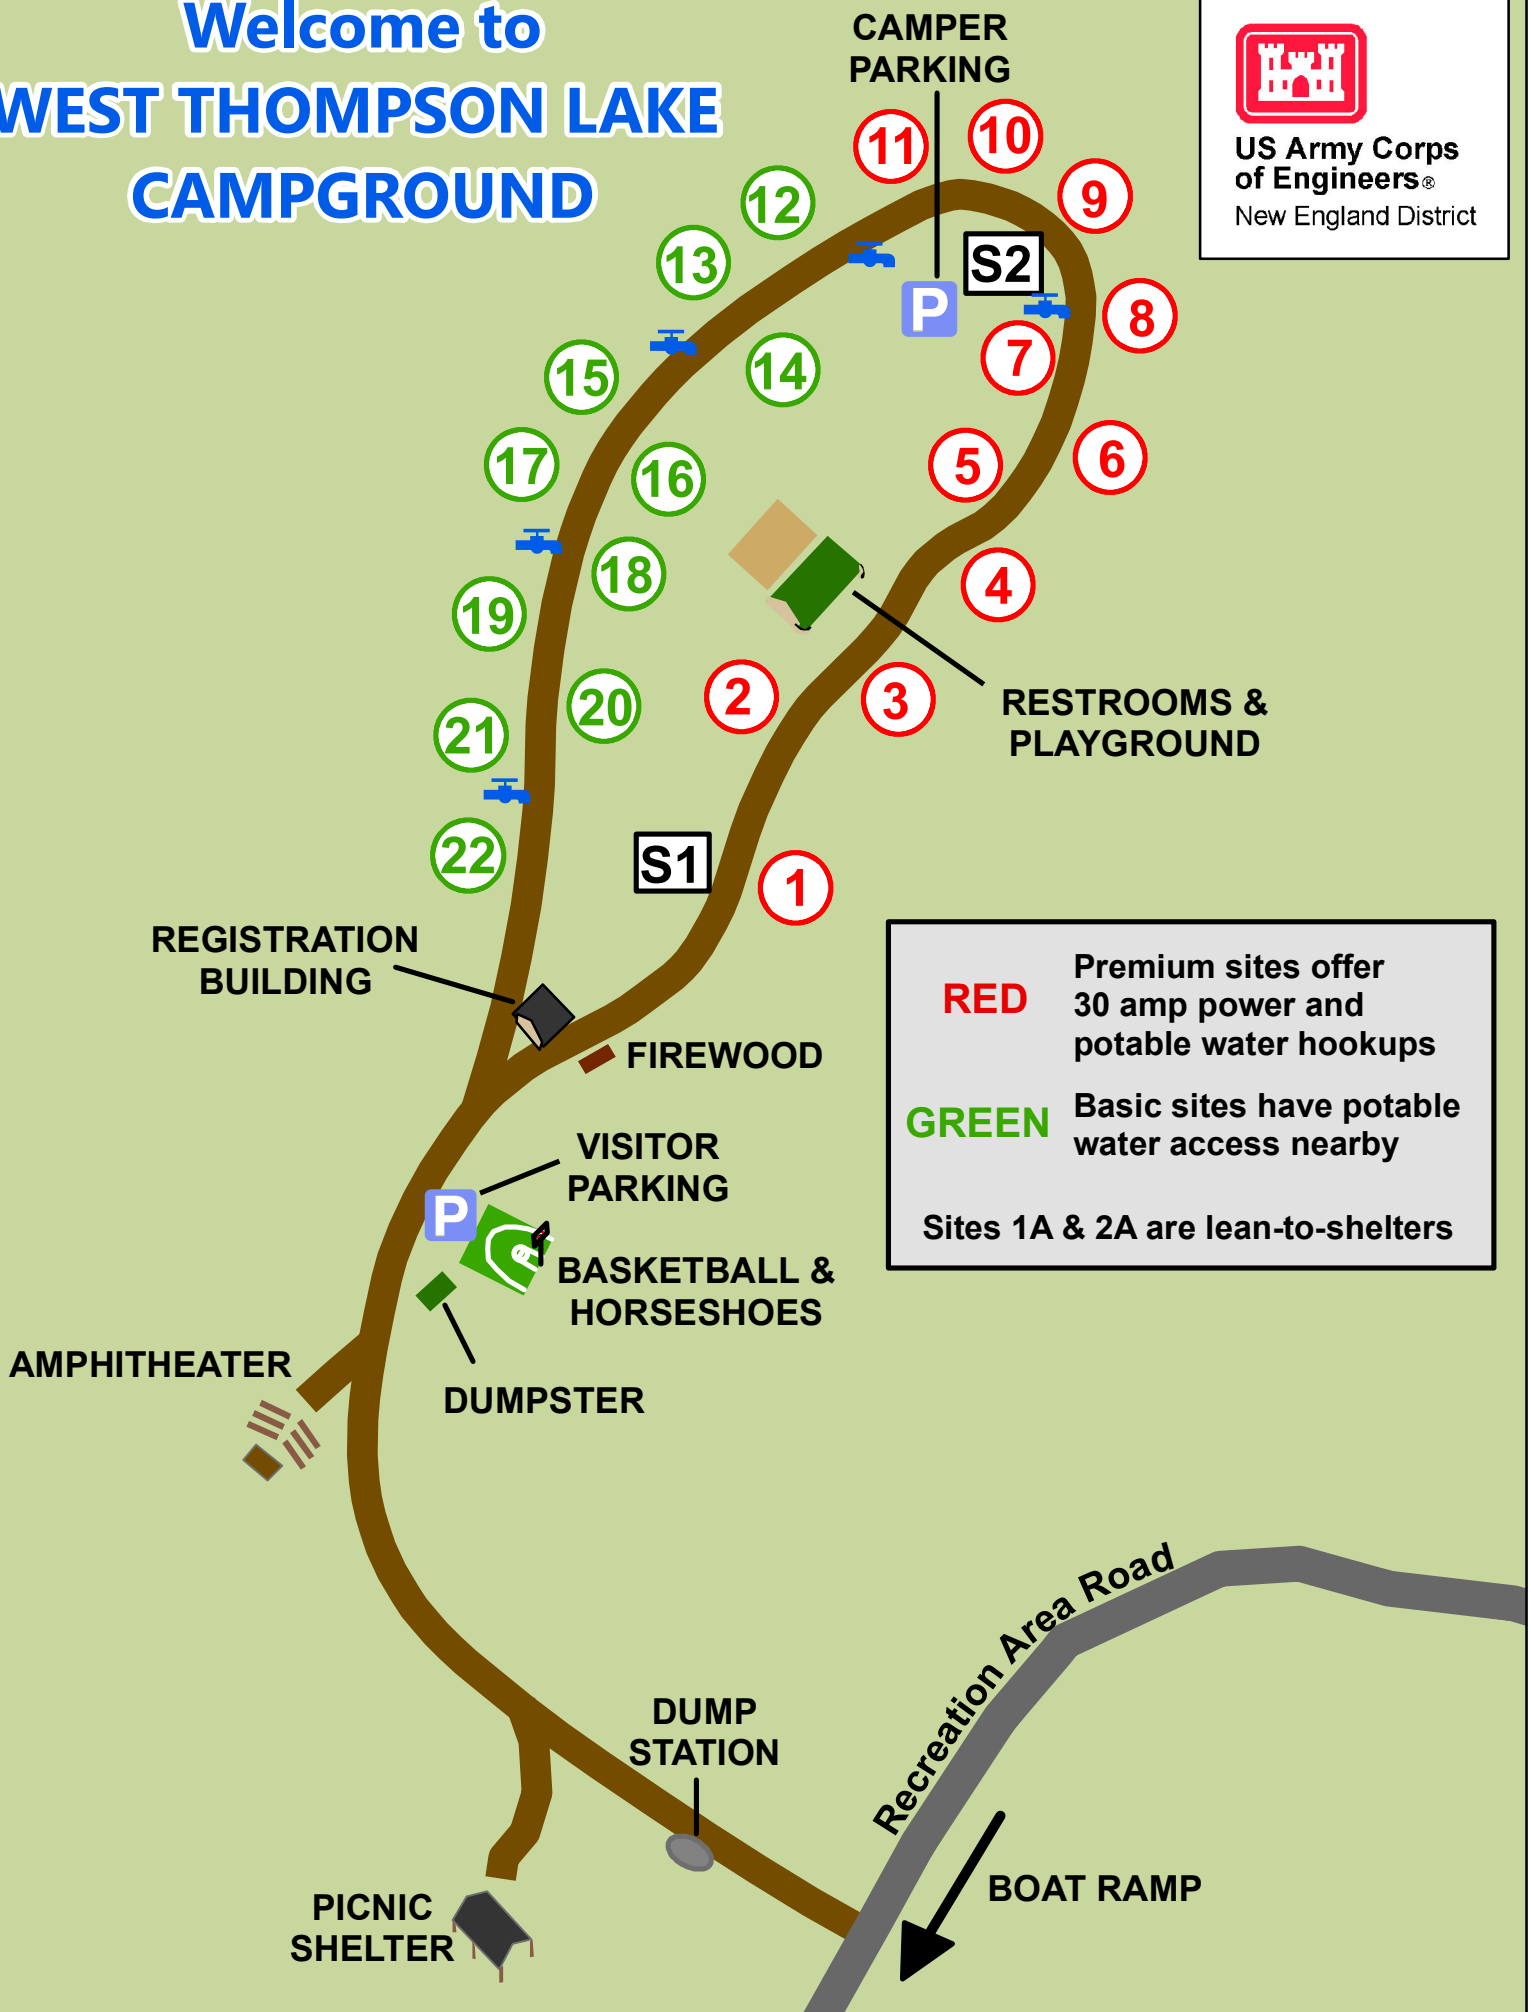 Welcome to
WEST THOMPSON LAKE
CAMPGROUND
CAMPER
PARKING
US Army Corps
of Engineers®
New England District
11
10
9
12
13
S2
P
8
7
14
15
17
16
5
6
18
4
19
2
3
20
21
RESTROOMS &
PLAYGROUND
22
S1
1
REGISTRATION
BUILDING
FIREWOOD
RED
Premium sites offer
30 amp power and
potable water hookups
GREEN
Basic sites have potable
water access nearby
Sites 1A & 2A are lean-to-shelters
VISITOR
PARKING
P
BASKETBALL &
HORSESHOES
AMPHITHEATER
DUMPSTER
Recreation Area Road
DUMP
STATION
BOAT RAMP
PICNIC
SHELTER